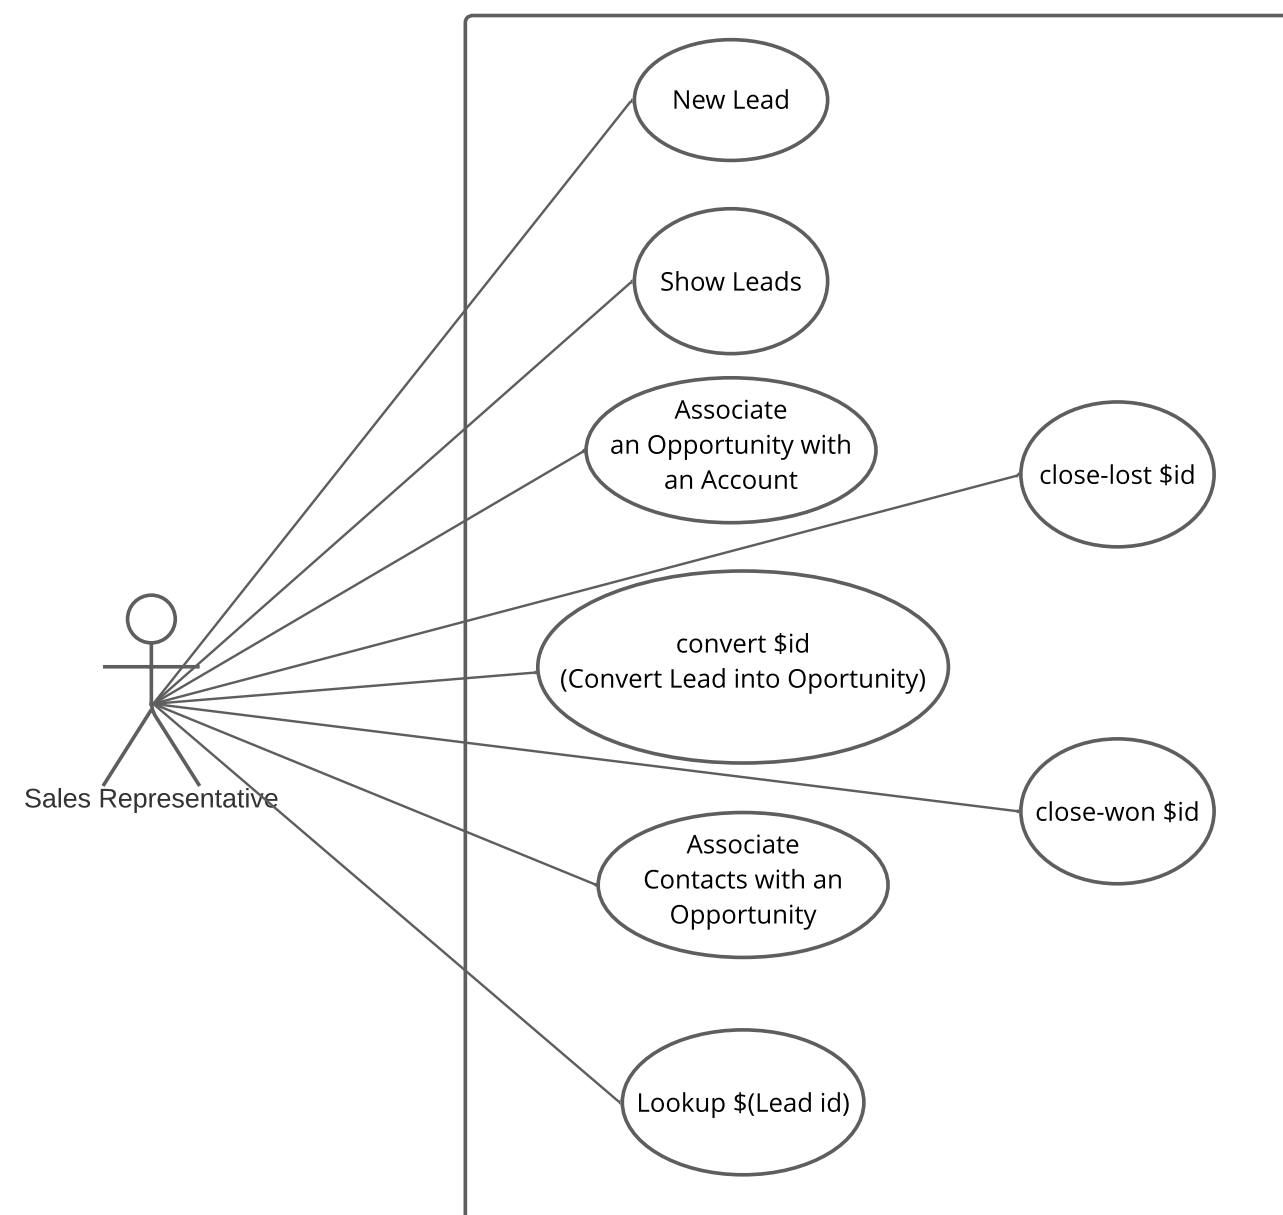 New Lead
Show Leads
Associate
an Opportunity with
an Account
close-lost $id
convert $id
(Convert Lead into Oportunity)
Sales Representative
close-won $id
Associate
Contacts with an
Opportunity
Lookup $(Lead id)